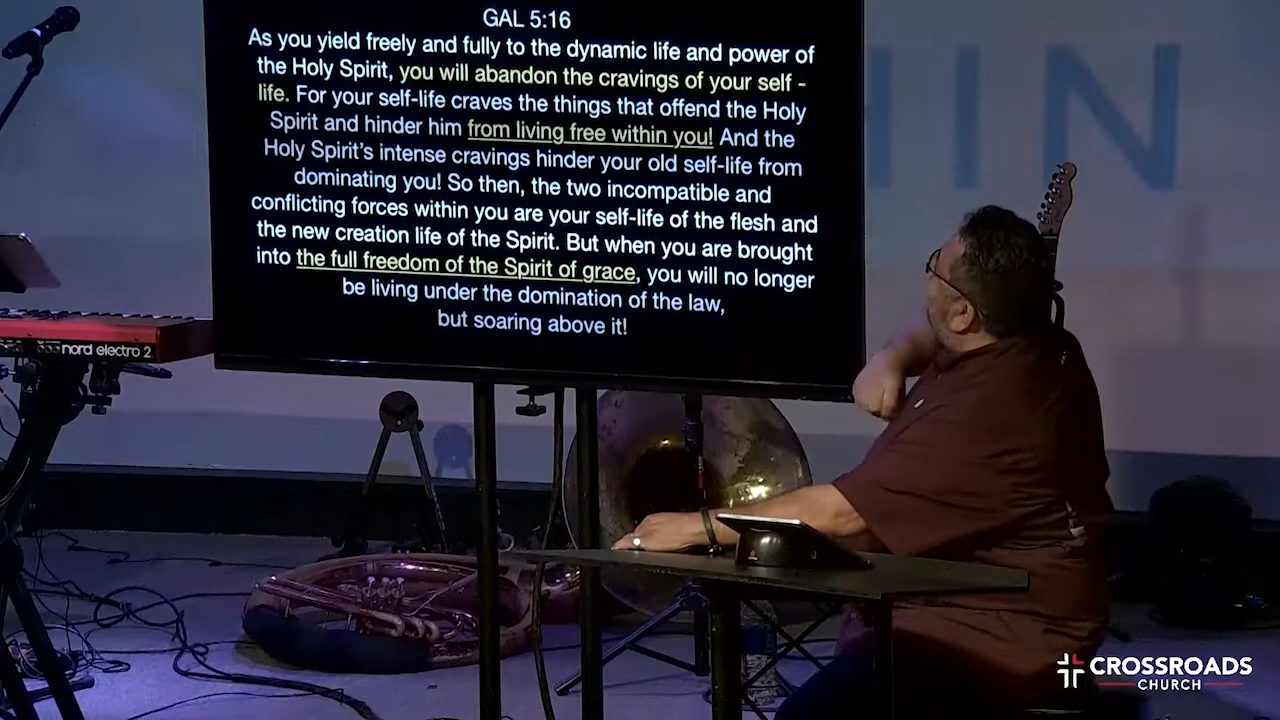 GAL 5:16
As you yield freely and fully to the dynamic life and power of
the Holy Spirit, you will abandon the cravings of your self -
life. For your self-life craves the things that offend the Holy
Spirit and hinder him from living free within you! And the
Holy Spirit's intense cravings hinder your old self-life from
dominating you! So then, the two incompatible and
conflicting forces within you are your self-life of the flesh and
the new creation life of the Spirit. But when you are brought
into the full freedom of the Spirit of grace, you will no longer
be living under the domination of the law,
but soaring above it!
nord electro 2
CROSSROADS
CHURCH